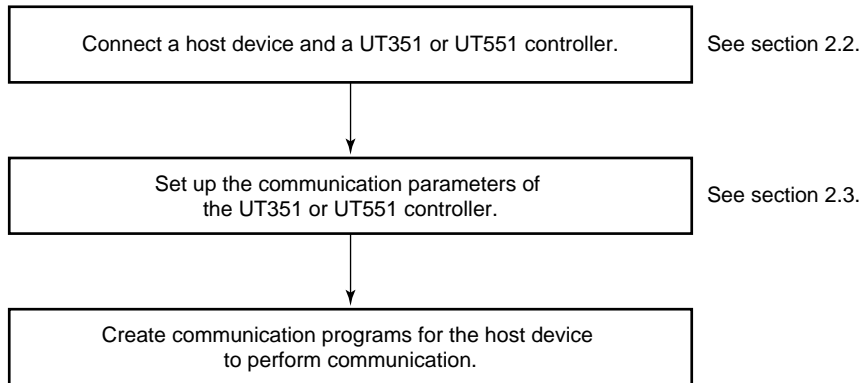 Connect a host device and a UT351 or UT551 controller.
See section 2.2.
Set up the communication parameters of
the UT351 or UT551 controller.
See section 2.3.
Create communication programs for the host device
to perform communication.